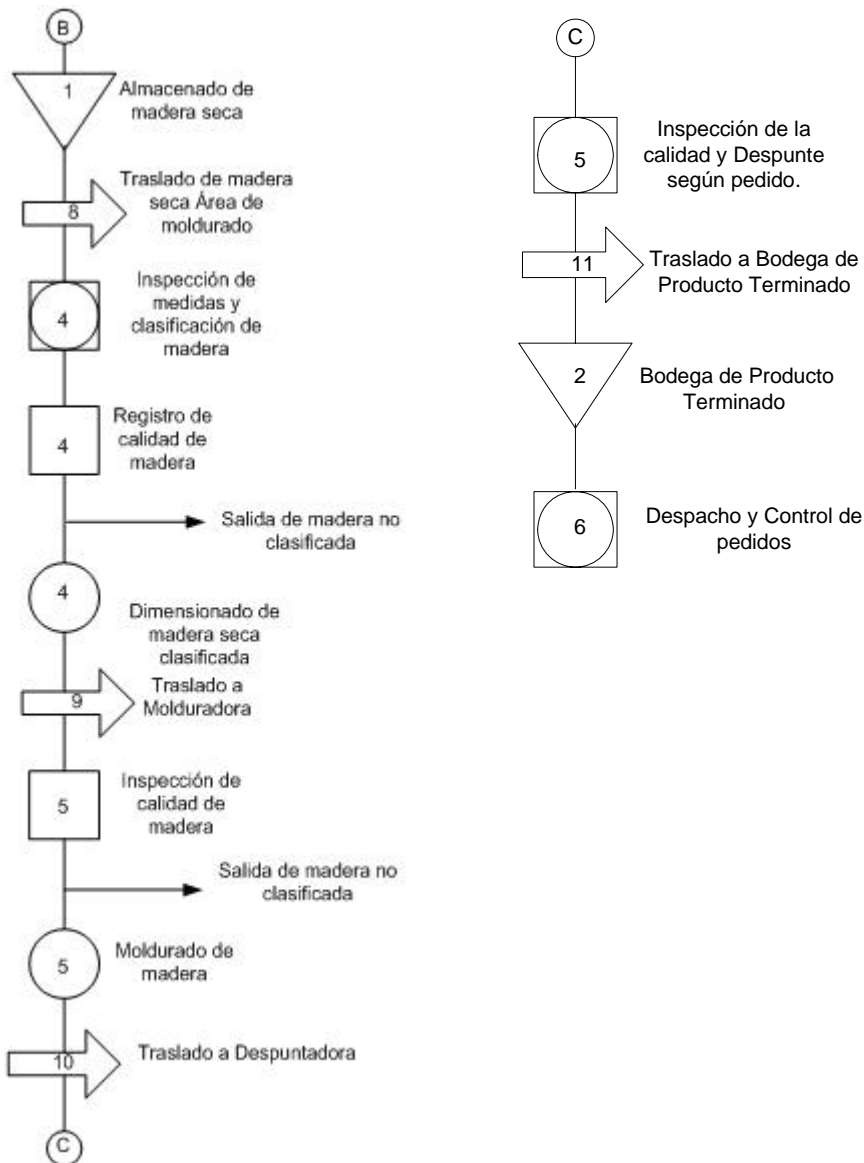 B
1
Almacenado de
madera seca
8
Traslado de madera
seca Área de
moldurado
4
Inspección de
medidas y
clasificación de
madera
4
Registro de
calidad de
madera
Salida de madera no
clasificada
4
Dimensionado de
madera seca
clasificada
9
Traslado a
Molduradora
5
Inspección de
calidad de
madera
Salida de madera no
clasificada
5
Moldurado de
madera
10
Traslado a Despuntadora
C
C
5
Inspección de la
calidad y Despunte
según pedido.
11
Traslado a Bodega de
Producto Terminado
2
Bodega de Producto
Terminado
6
Despacho y Control de
pedidos